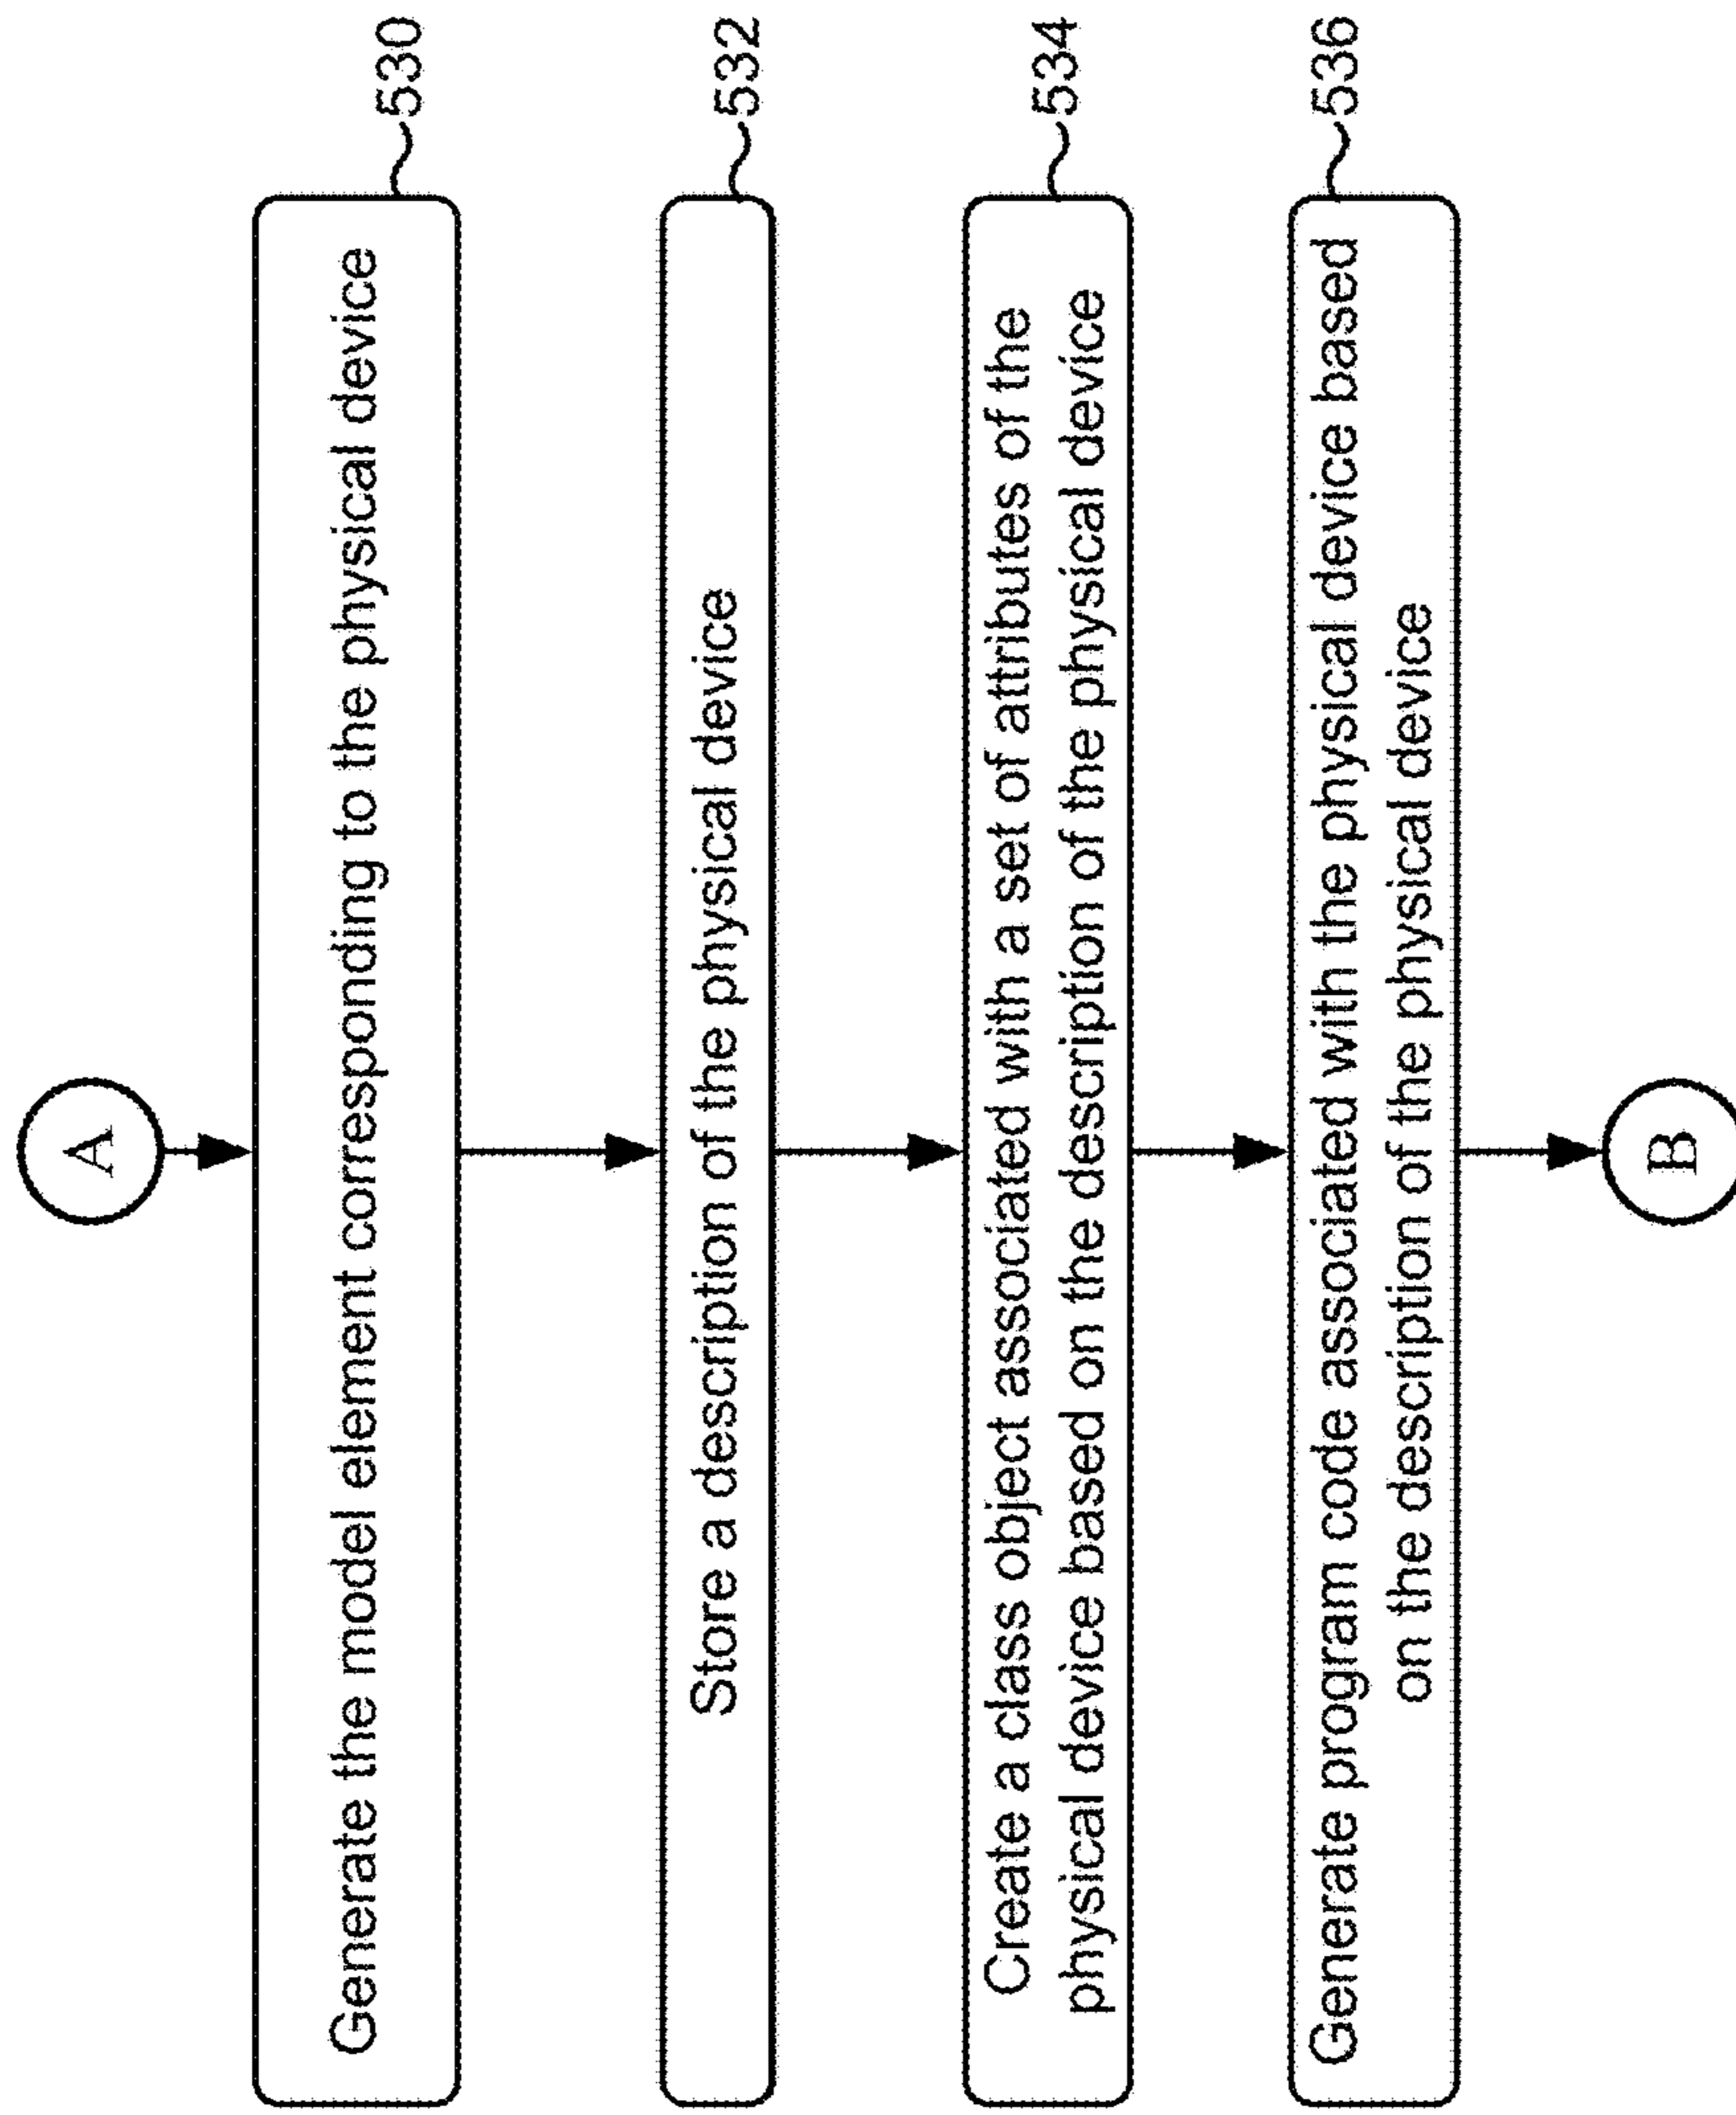 A
Generate the model element corresponding to the physical device
530
Store a description of the physical device
532
Create a class object associated with a set of attributes of the
physical device based on the description of the physical device
534
Generate program code associated with the physical device based
on the description of the physical device
536
B